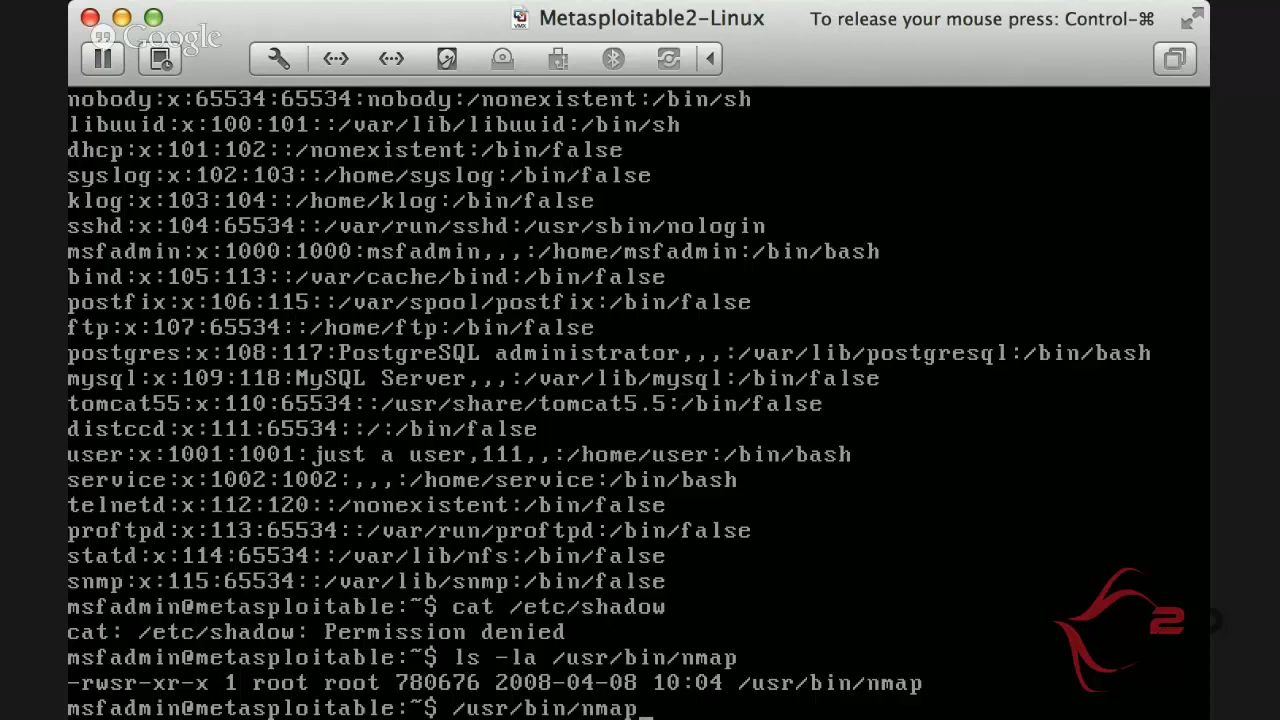 Metasploitable2-Linux
To release your mouse press: Control-⌘
Google
nobody:x:65534:65534:nobody:/nonexistent:/bin/sh
libuuid:x:100:101::/var/lib/libuuid:/bin/sh
dhcp:x:101:102::/nonexistent:/bin/false
syslog:x:102:103::/home/syslog:/bin/false
klog:x:103:104::/home/klog:/bin/false
sshd:x:104:65534::/var/run/sshd:/usr/sbin/nologin
msfadmin:x:1000:1000:msfadmin,,,:/home/msfadmin:/bin/bash
bind:x:105:113::/var/cache/bind:/bin/false
postfix:x:106:115::/var/spool/postfix:/bin/false
ftp:x:107:65534::/home/ftp:/bin/false
postgres:x:108:117:PostgreSQL administrator,,,:/var/lib/postgresql:/bin/bash
mysql:x:109:118:MySQL Server,,,:/var/lib/mysql:/bin/false
tomcat55:x:110:65534::/usr/share/tomcat5.5:/bin/false
distccd:x:111:65534::/:/bin/false
user:x:1001:1001:just a user,111,,:/home/user:/bin/bash
service:x:1002:1002:,,,:/home/service:/bin/bash
telnetd:x:112:120::/nonexistent:/bin/false
proftpd:x:113:65534::/var/run/proftpd:/bin/false
statd:x:114:65534::/var/lib/nfs:/bin/false
snmp:x:115:65534::/var/lib/snmp:/bin/false
msfadmin@metasploitable:~$ cat /etc/shadow
cat: /etc/shadow: Permission denied
msfadmin@metasploitable:~$ ls -la /usr/bin/nmap
-rwsr-xr-x 1 root root 780676 2008-04-08 10:04 /usr/bin/nmap
msfadmin@metasploitable:~$ /usr/bin/nmap_
2